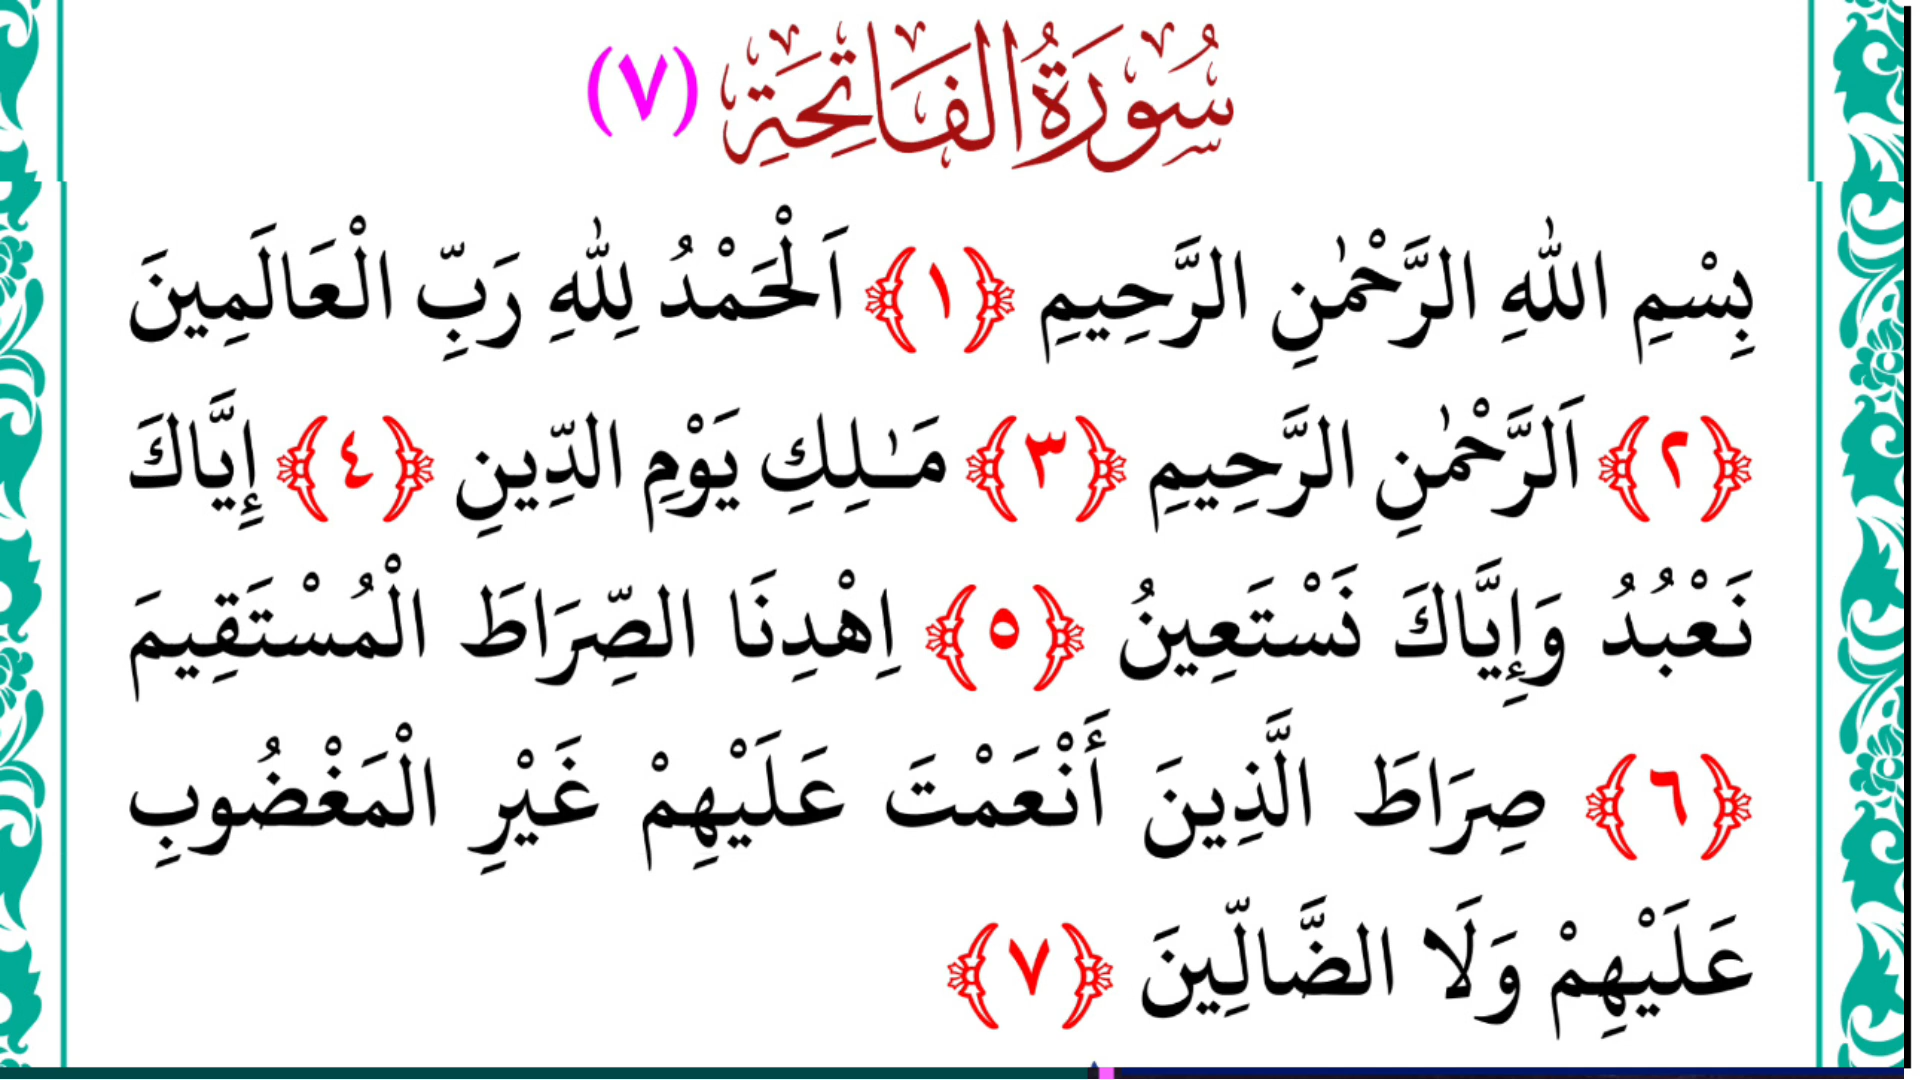 سُورَةُ الْفَاتِحَةِ (٧)
بِسْمِ اللّٰهِ الرَّحْمٰنِ الرَّحِيمِ ﴿١﴾ اَلْحَمْدُ لِلّٰهِ رَبِّ الْعَالَمِينَ
﴿٢﴾ اَلرَّحْمٰنِ الرَّحِيمِ ﴿٣﴾ مَـٰلِكِ يَوْمِ الدِّينِ ﴿٤﴾ إِيَّاكَ
نَعْبُدُ وَإِيَّاكَ نَسْتَعِينُ ﴿٥﴾ اِهْدِنَا الصِّرَاطَ الْمُسْتَقِيمَ
﴿٦﴾ صِرَاطَ الَّذِينَ أَنْعَمْتَ عَلَيْهِمْ غَيْرِ الْمَغْضُوبِ
عَلَيْهِمْ وَلَا الضَّالِّينَ ﴿٧﴾